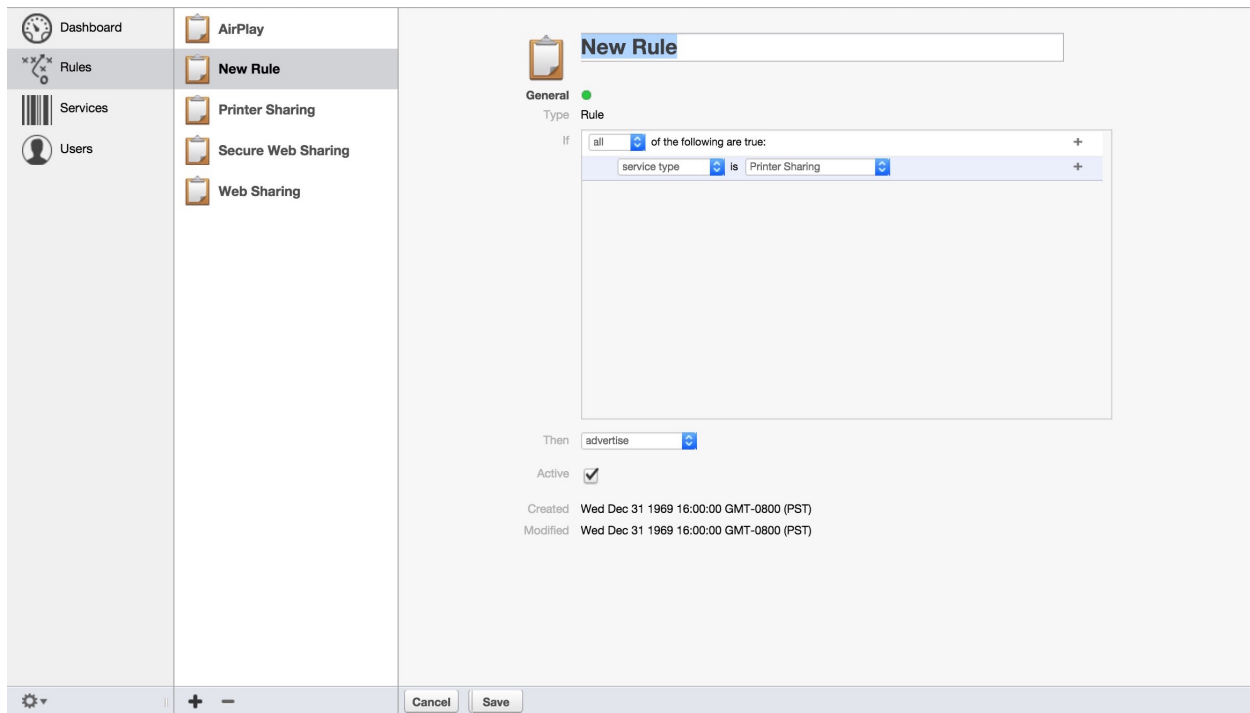 Dashboard
Rules
Services
Users
AirPlay
New Rule
Printer Sharing
Secure Web Sharing
Web Sharing
New Rule
General
Type Rule
If all of the following are true: +
service type is Printer Sharing +
Then advertise
Active
Created Wed Dec 31 1969 16:00:00 GMT-0800 (PST)
Modified Wed Dec 31 1969 16:00:00 GMT-0800 (PST)
+ −
Cancel Save